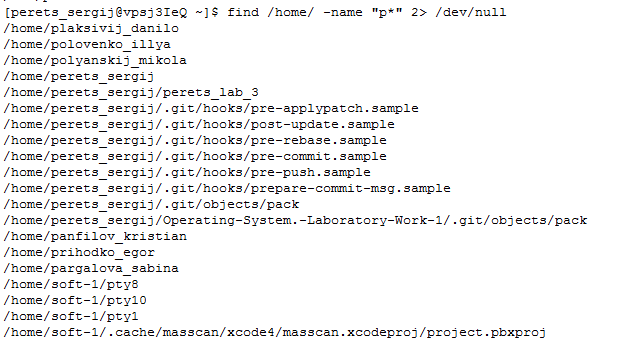 [perets_sergij@vpsj3IeQ ~]$ find /home/ -name "p*" 2> /dev/null
/home/plaksivij_danilo
/home/polovenko_illya
/home/polyanskij_mikola
/home/perets_sergij
/home/perets_sergij/perets_lab_3
/home/perets_sergij/.git/hooks/pre-applypatch.sample
/home/perets_sergij/.git/hooks/post-update.sample
/home/perets_sergij/.git/hooks/pre-rebase.sample
/home/perets_sergij/.git/hooks/pre-commit.sample
/home/perets_sergij/.git/hooks/pre-push.sample
/home/perets_sergij/.git/hooks/prepare-commit-msg.sample
/home/perets_sergij/.git/objects/pack
/home/perets_sergij/Operating-System.-Laboratory-Work-1/.git/objects/pack
/home/panfilov_kristian
/home/prihodko_egor
/home/pargalova_sabina
/home/soft-1/pty8
/home/soft-1/pty10
/home/soft-1/pty1
/home/soft-1/.cache/masscan/xcode4/masscan.xcodeproj/project.pbxproj